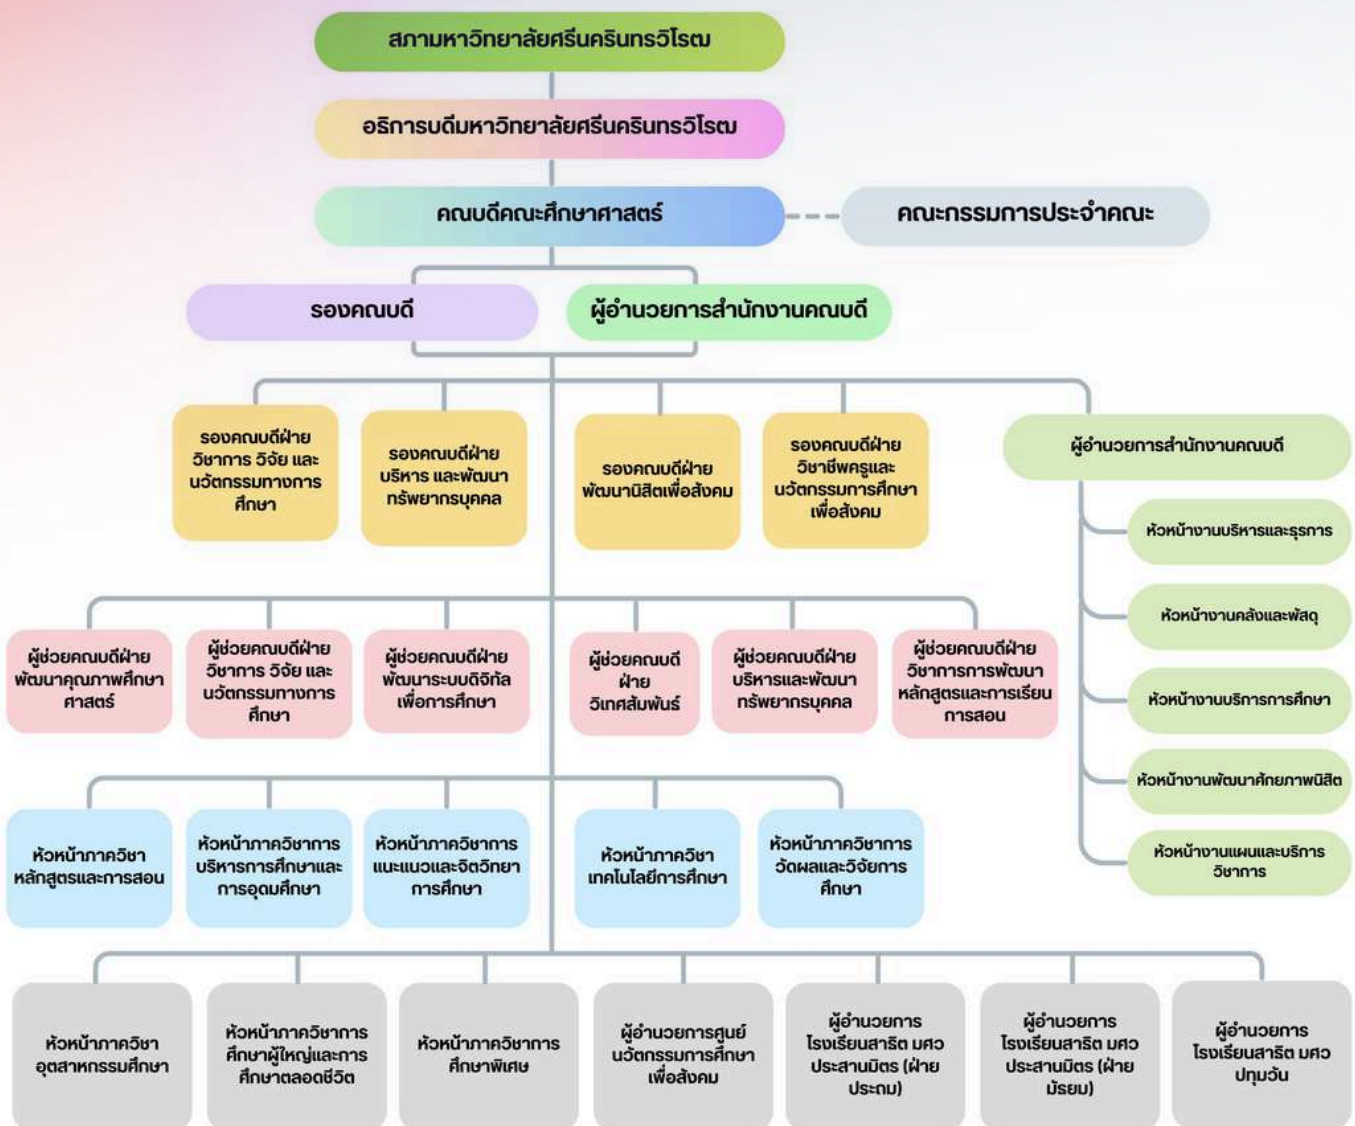 สภามหาวิทยาลัยศรีนครินทรวิโรฒ
อธิการบดีมหาวิทยาลัยศรีนครินทรวิโรฒ
คณบดีคณะศึกษาศาสตร์
คณะกรรมการประจำคณะ
รองคณบดี
ผู้อำนวยการสำนักงานคณบดี
รองคณบดีฝ่าย
วิชาการ วิจัย และ
นวัตกรรมทางการ
ศึกษา
รองคณบดีฝ่าย
บริหาร และพัฒนา
ทรัพยากรบุคคล
รองคณบดีฝ่าย
พัฒนานิสิตเพื่อสังคม
รองคณบดีฝ่าย
วิชาชีพครูและ
นวัตกรรมการศึกษา
เพื่อสังคม
ผู้อำนวยการสำนักงานคณบดี
หัวหน้างานบริหารและธุรการ
หัวหน้างานคลังและพัสดุ
หัวหน้างานบริการการศึกษา
หัวหน้างานพัฒนาศักยภาพนิสิต
หัวหน้างานแผนและบริการ
วิชาการ
ผู้ช่วยคณบดีฝ่าย
พัฒนาคุณภาพศึกษา
ศาสตร์
ผู้ช่วยคณบดีฝ่าย
วิชาการ วิจัย และ
นวัตกรรมทางการ
ศึกษา
ผู้ช่วยคณบดีฝ่าย
พัฒนาระบบดิจิทัล
เพื่อการศึกษา
ผู้ช่วยคณบดี
ฝ่าย
วิเทศสัมพันธ์
ผู้ช่วยคณบดีฝ่าย
บริหารและพัฒนา
ทรัพยากรบุคคล
ผู้ช่วยคณบดีฝ่าย
วิชาการการพัฒนา
หลักสูตรและการเรียน
การสอน
หัวหน้าภาควิชา
หลักสูตรและการสอน
หัวหน้าภาควิชาการ
บริหารการศึกษาและ
การอุดมศึกษา
หัวหน้าภาควิชาการ
แนะแนวและจิตวิทยา
การศึกษา
หัวหน้าภาควิชา
เทคโนโลยีการศึกษา
หัวหน้าภาควิชาการ
วัดผลและวิจัยการ
ศึกษา
หัวหน้าภาควิชา
อุตสาหกรรมศึกษา
หัวหน้าภาควิชาการ
ศึกษาผู้ใหญ่และการ
ศึกษาตลอดชีวิต
หัวหน้าภาควิชาการ
ศึกษาพิเศษ
ผู้อำนวยการศูนย์
นวัตกรรมการศึกษา
เพื่อสังคม
ผู้อำนวยการ
โรงเรียนสาธิต มศว
ประสานมิตร (ฝ่าย
ประถม)
ผู้อำนวยการ
โรงเรียนสาธิต มศว
ประสานมิตร (ฝ่าย
มัธยม)
ผู้อำนวยการ
โรงเรียนสาธิต มศว
ปทุมวัน